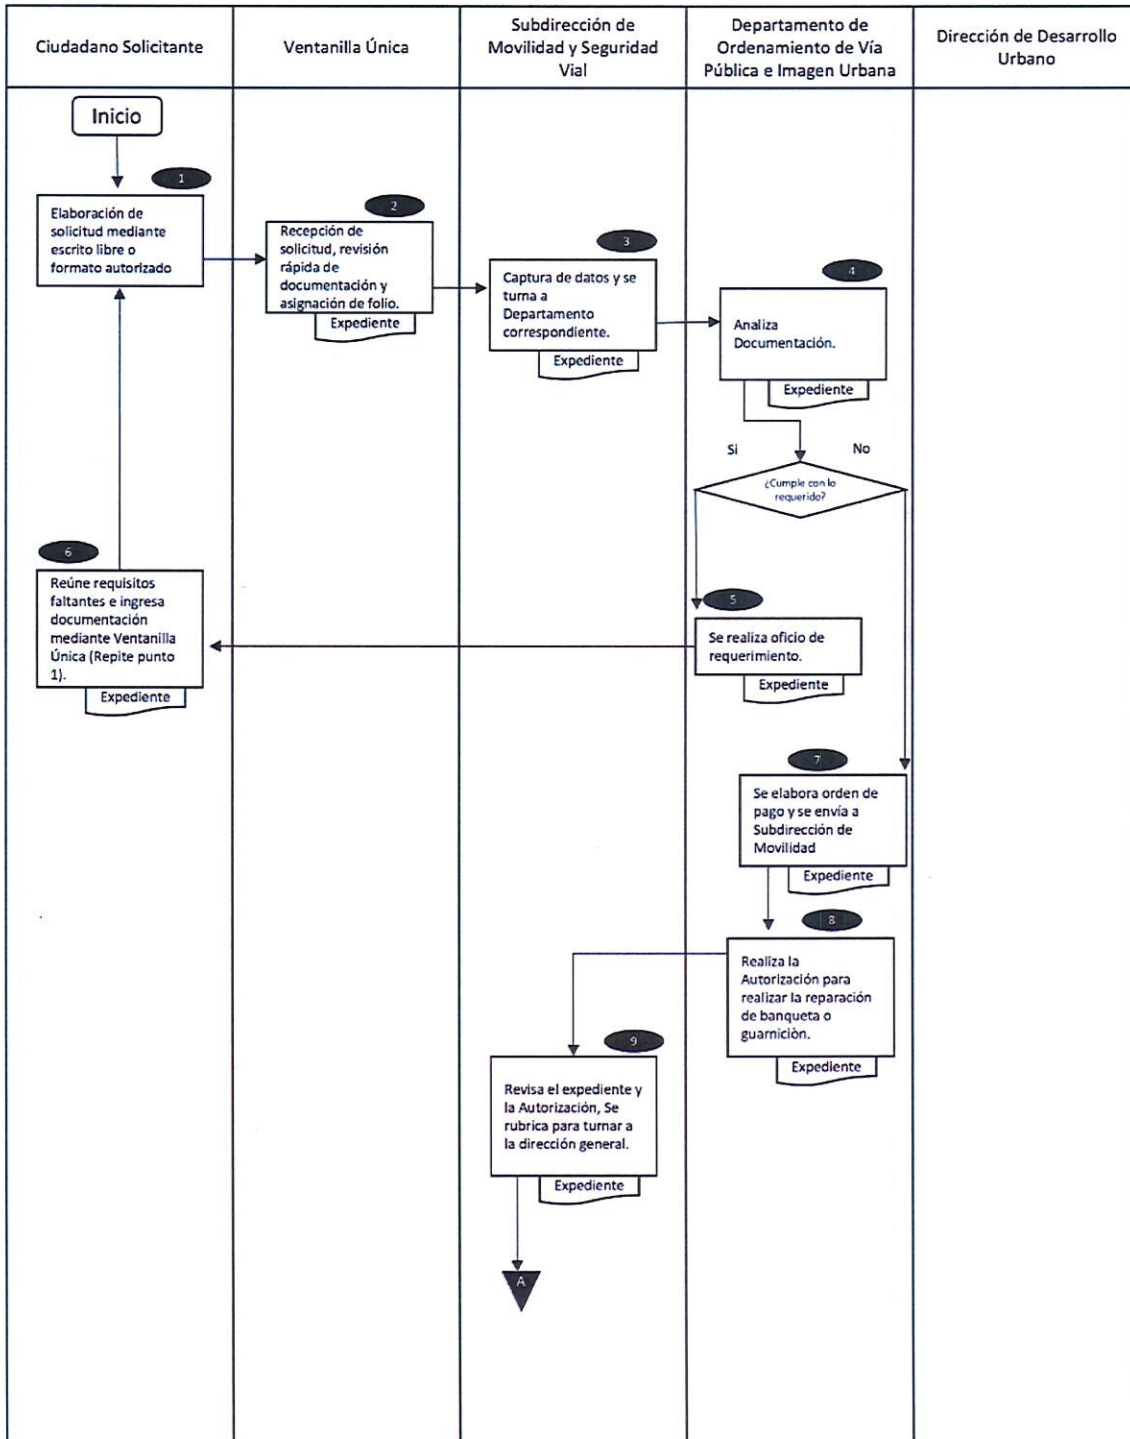 Ciudadano Solicitante
Ventanilla Única
Subdirección de
Movilidad y Seguridad
Vial
Departamento de
Ordenamiento de Vía
Pública e Imagen Urbana
Dirección de Desarrollo
Urbano
Inicio
1
Elaboración de
solicitud mediante
escrito libre o
formato autorizado
2
Recepción de
solicitud, revisión
rápida de
documentación y
asignación de folio.
Expediente
3
Captura de datos y se
turna a
Departamento
correspondiente.
Expediente
4
Analiza
Documentación.
Expediente
Si
No
¿Cumple con lo
requerido?
5
Se realiza oficio de
requerimiento.
Expediente
6
Reúne requisitos
faltantes e ingresa
documentación
mediante Ventanilla
Única (Repite punto
1).
Expediente
7
Se elabora orden de
pago y se envía a
Subdirección de
Movilidad
Expediente
8
Realiza la
Autorización para
realizar la reparación
de banqueta o
guarniciòn.
Expediente
9
Revisa el expediente y
la Autorización, Se
rubrica para turnar a
la dirección general.
Expediente
A